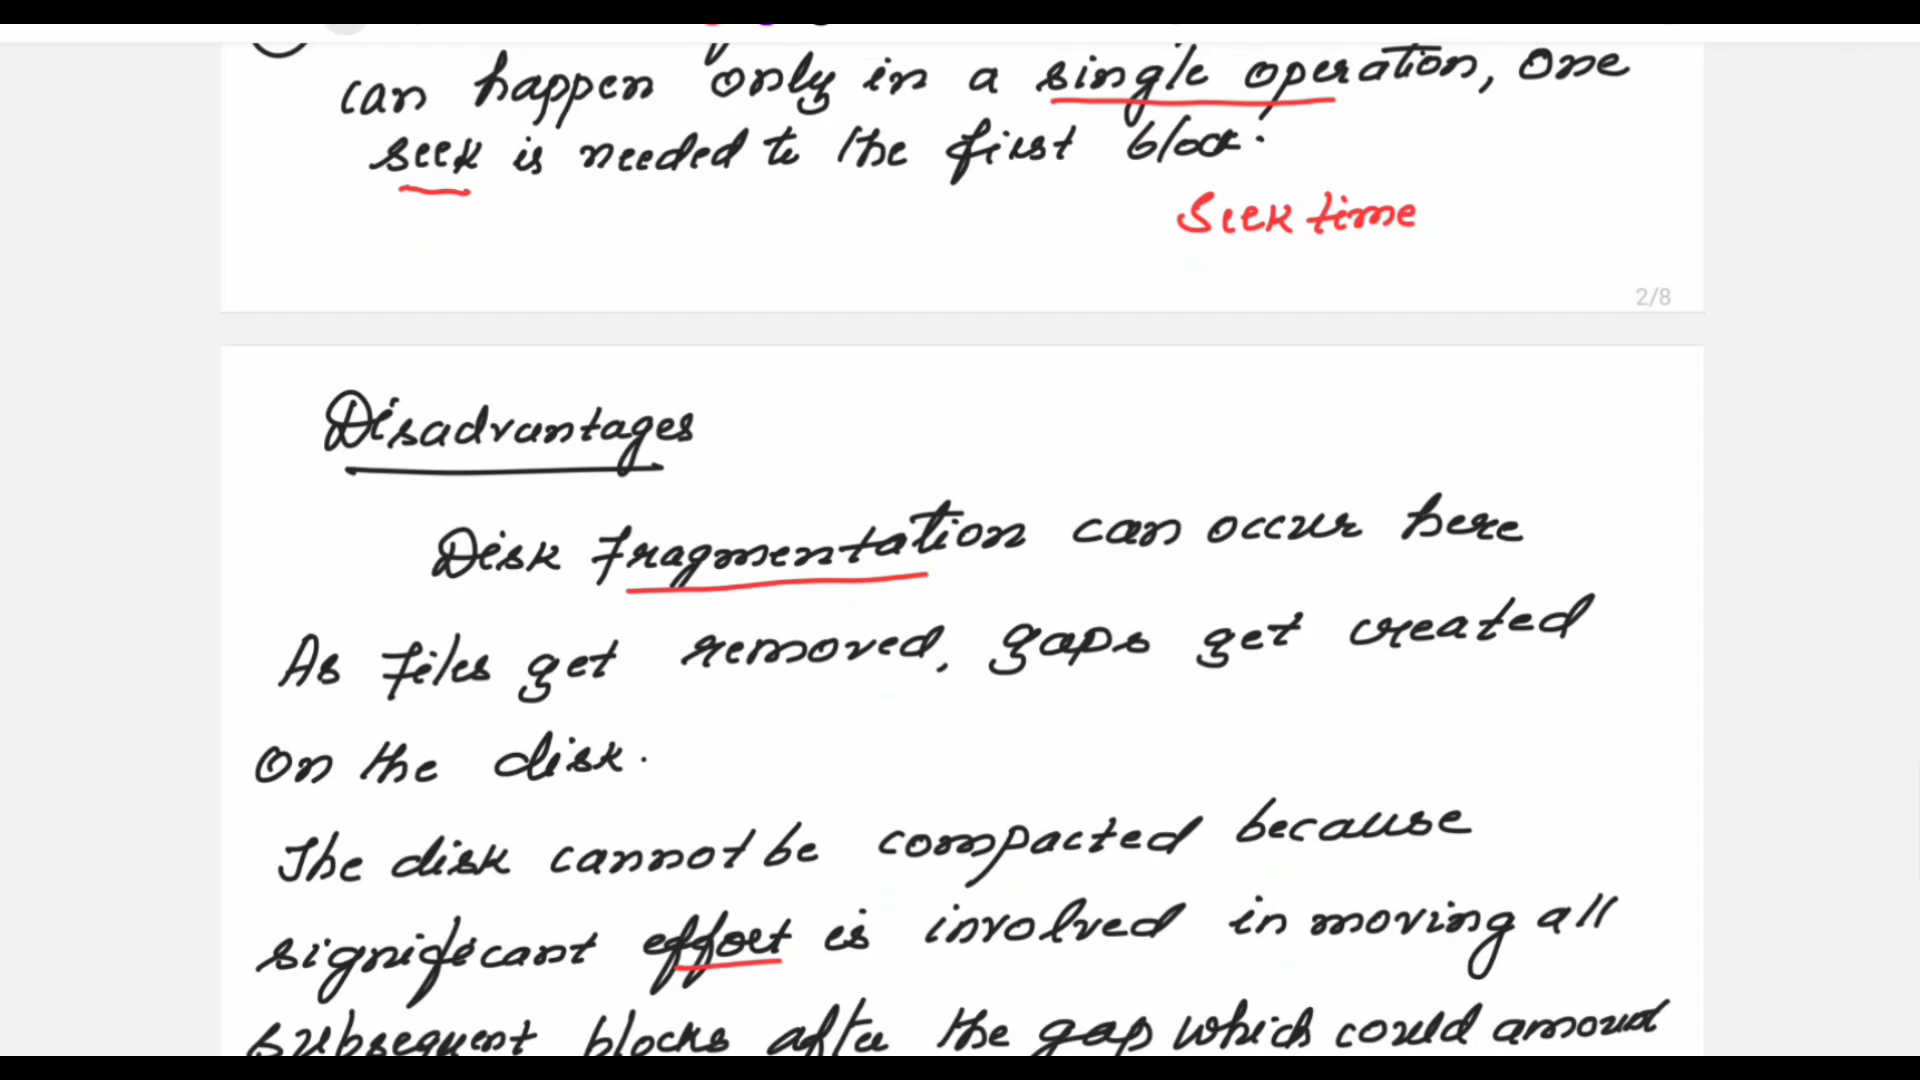 can happen only in a single operation, one
seek is needed to the first block.
Seek time
2/8
Disadvantages
Disk fragmentation can occur here
As files get removed, gaps get created
on the disk.
The disk cannot be compacted because
significant effort is involved in moving all
subsequent blocks after the gap which could amount